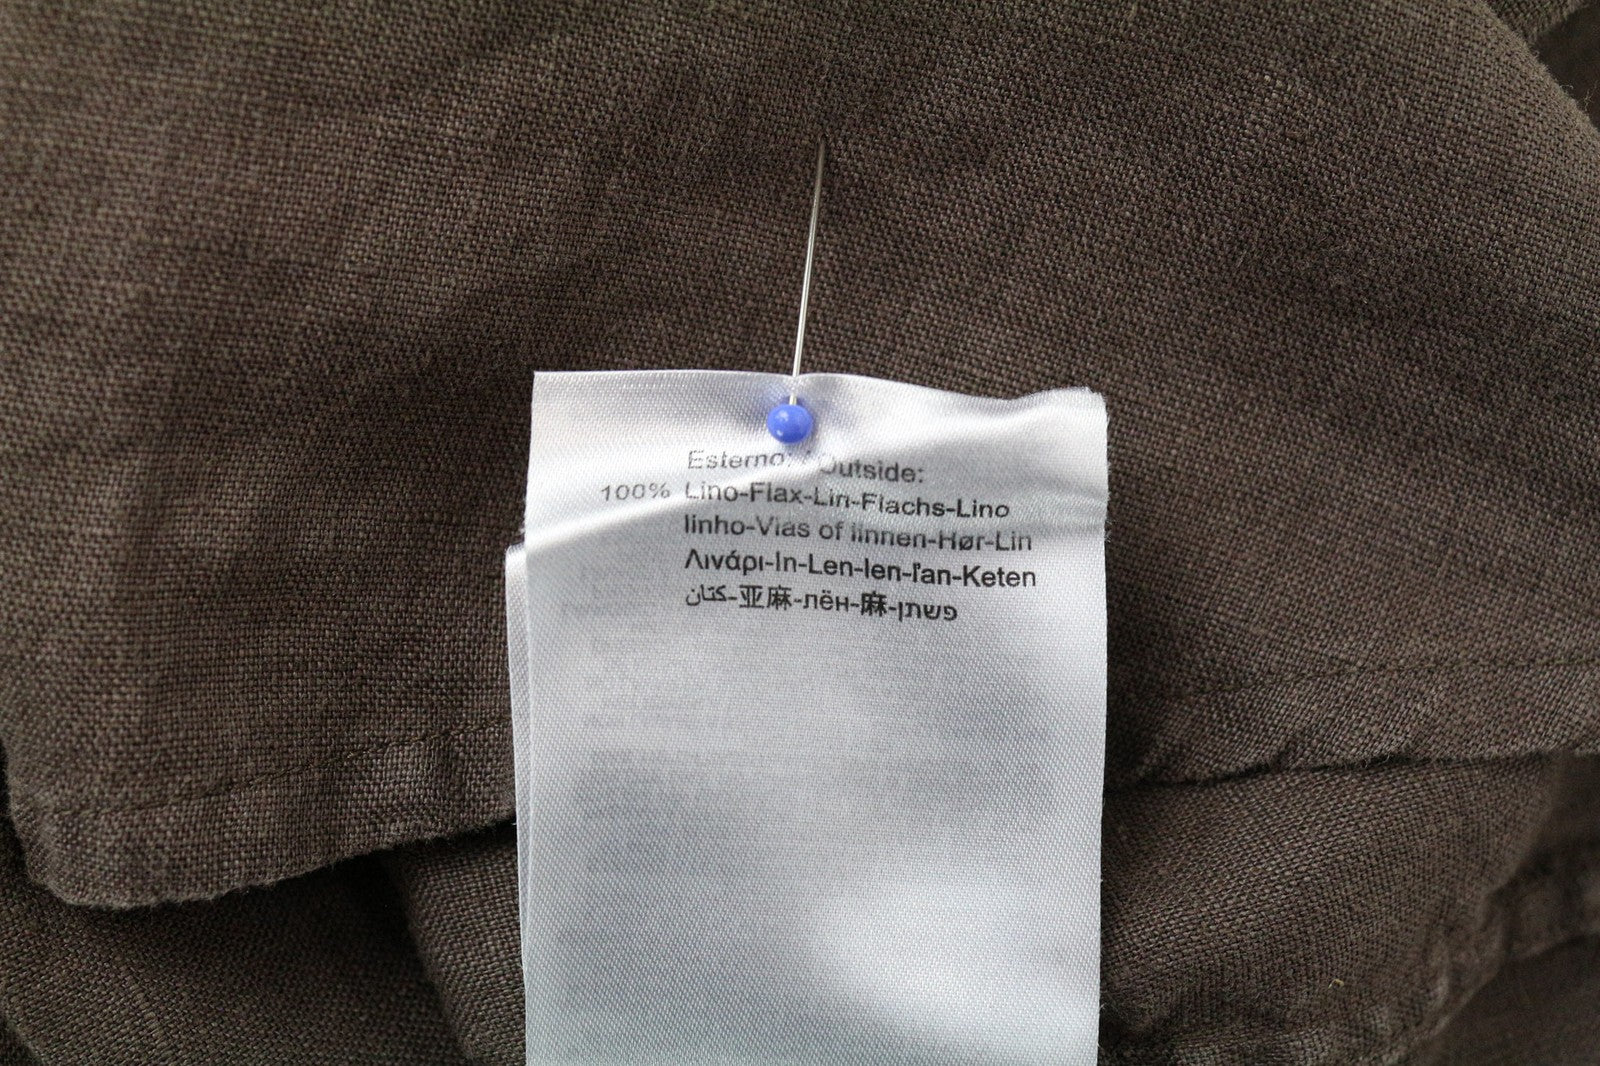 Esterno: / Outside:
100% Lino-Flax-Lin-Flachs-Lino
linho-Vlas of linnen-Hør-Lin
Λινάρι-In-Len-len-ľan-Keten
كتان-亚麻-лён-麻-פשתן